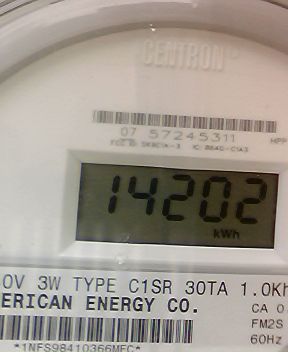 CENTRON
07 57245311
14202
kWh
0V 3W TYPE C1SR 30TA 1.0Kh
ERICAN ENERGY CO.
CA 0.
FM2S
60Hz
*1NFS98410366MFC*